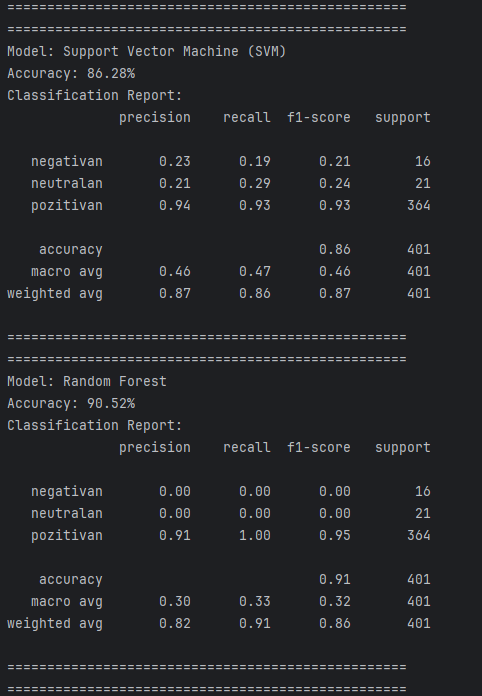 ==================================================
==================================================
Model: Support Vector Machine (SVM)
Accuracy: 86.28%
Classification Report:
              precision    recall  f1-score   support

   negativan       0.23      0.19      0.21        16
   neutralan       0.21      0.29      0.24        21
   pozitivan       0.94      0.93      0.93       364

    accuracy                           0.86       401
   macro avg       0.46      0.47      0.46       401
weighted avg       0.87      0.86      0.87       401

==================================================
==================================================
Model: Random Forest
Accuracy: 90.52%
Classification Report:
              precision    recall  f1-score   support

   negativan       0.00      0.00      0.00        16
   neutralan       0.00      0.00      0.00        21
   pozitivan       0.91      1.00      0.95       364

    accuracy                           0.91       401
   macro avg       0.30      0.33      0.32       401
weighted avg       0.82      0.91      0.86       401

==================================================
==================================================